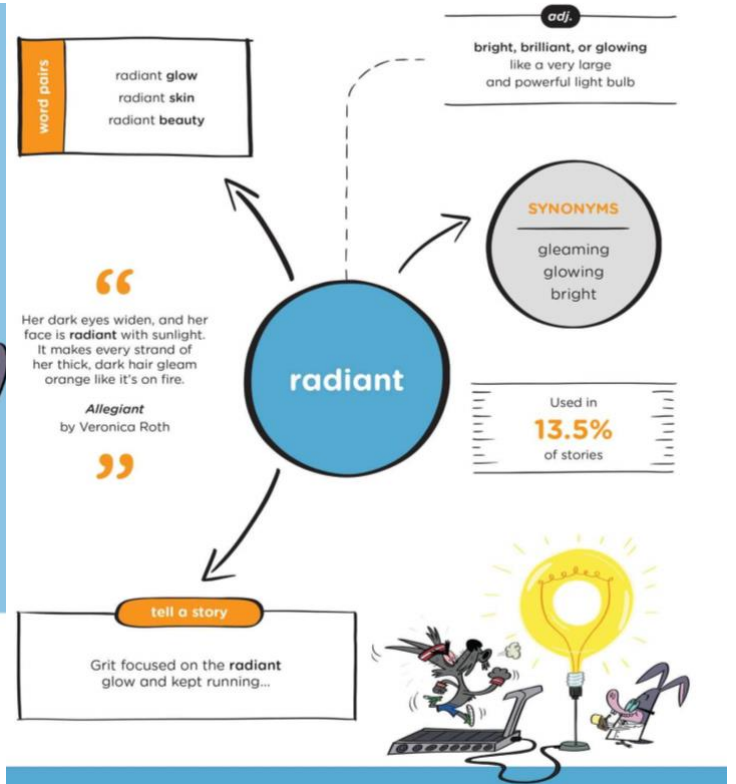 adj.
bright, brilliant, or glowing
like a very large
and powerful light bulb
word pairs
radiant glow
radiant skin
radiant beauty
SYNONYMS
gleaming
glowing
bright
“
Her dark eyes widen, and her
face is radiant with sunlight.
It makes every strand of
her thick, dark hair gleam
orange like it's on fire.
Allegiant
by Veronica Roth
”
radiant
Used in
13.5%
of stories
tell a story
Grit focused on the radiant
glow and kept running...